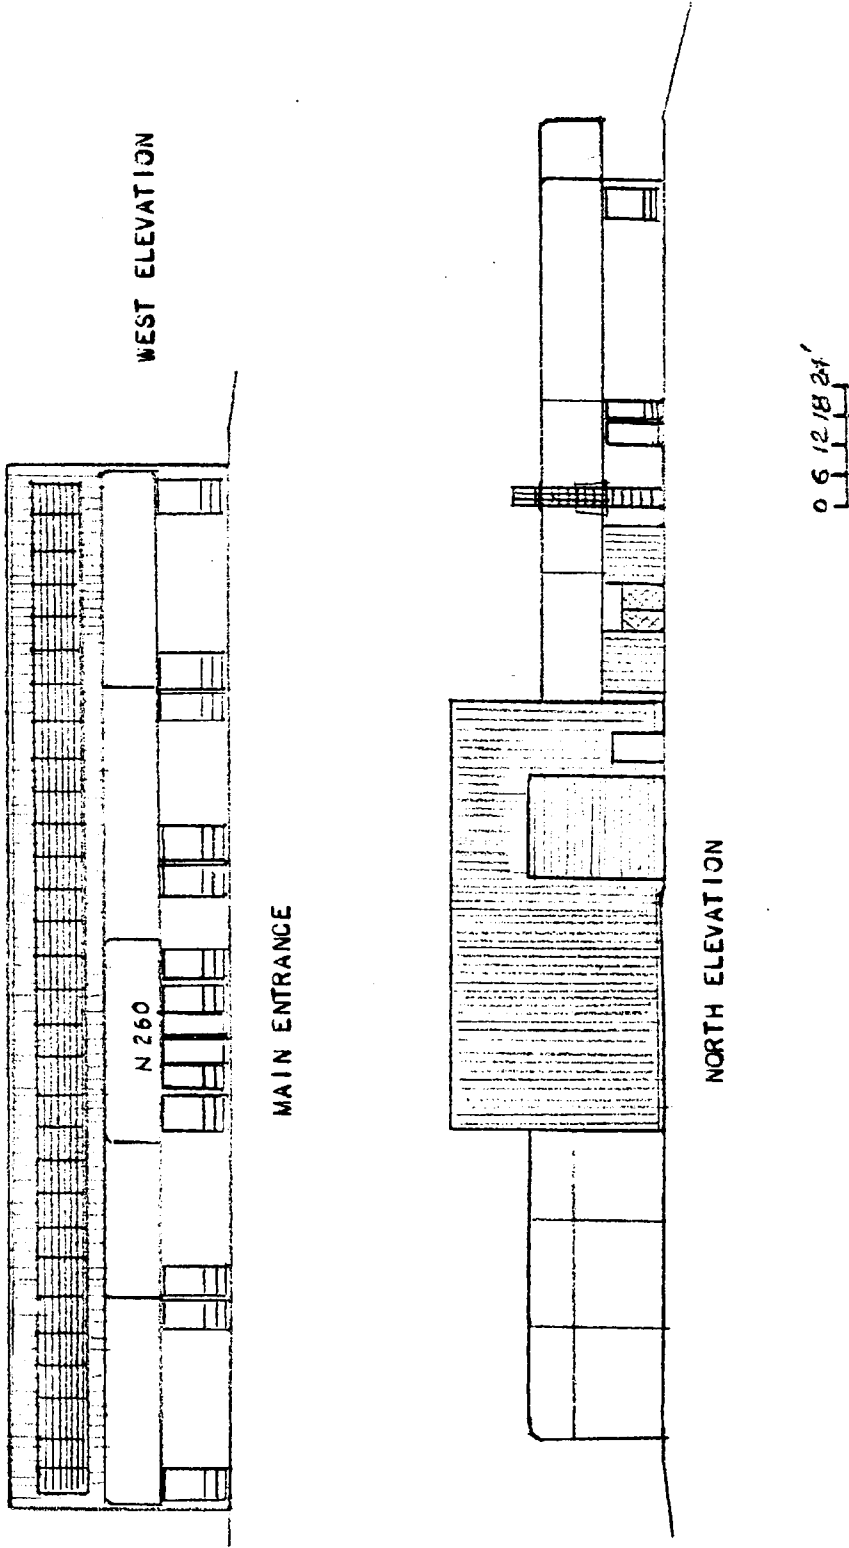 WEST ELEVATION
N 260
MAIN ENTRANCE
NORTH ELEVATION
0 6 12 18 24'